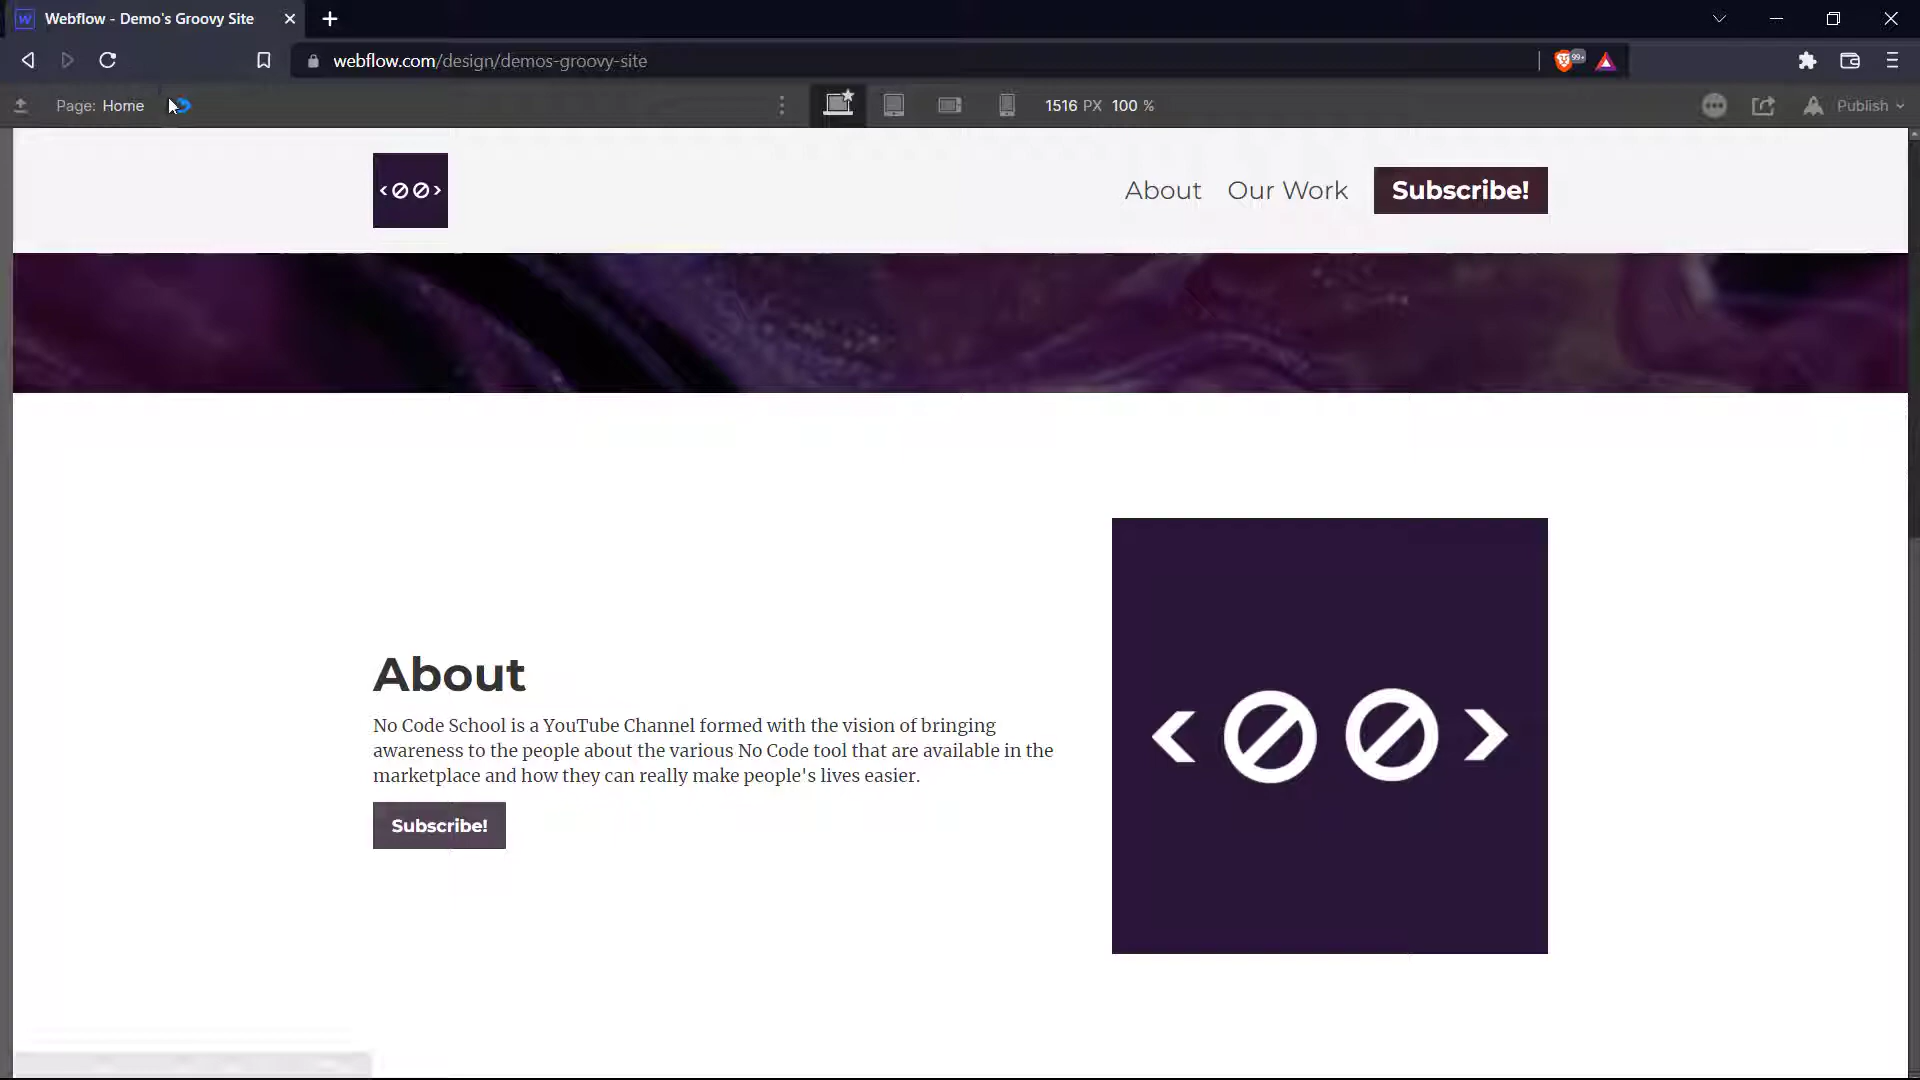 Webflow - Demo's Groovy Site
webflow.com/design/demos-groovy-site
99+
Page: Home
1516 PX 100 %
Publish
About
Our Work
Subscribe!
About
No Code School is a YouTube Channel formed with the vision of bringing
awareness to the people about the various No Code tool that are available in the
marketplace and how they can really make people's lives easier.
Subscribe!